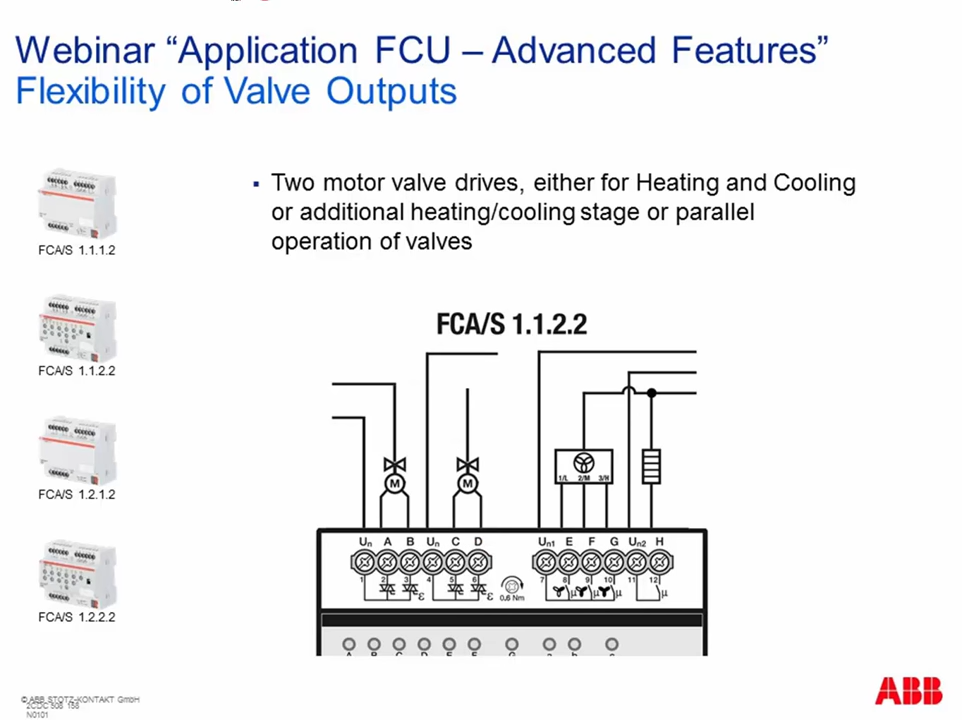 Webinar “Application FCU – Advanced Features”
Flexibility of Valve Outputs
FCA/S 1.1.1.2
FCA/S 1.1.2.2
FCA/S 1.2.1.2
FCA/S 1.2.2.2
▪ Two motor valve drives, either for Heating and Cooling
or additional heating/cooling stage or parallel
operation of valves
FCA/S 1.1.2.2
M M
1/L 2/M 3/H
Un A B Un C D Un1 E F G Un2 H
1 2 3 4 5 6 7 8 9 10 11 12
ε ε 0,6 Nm μ μ μ μ
© ABB STOTZ-KONTAKT GmbH
N0101
ABB